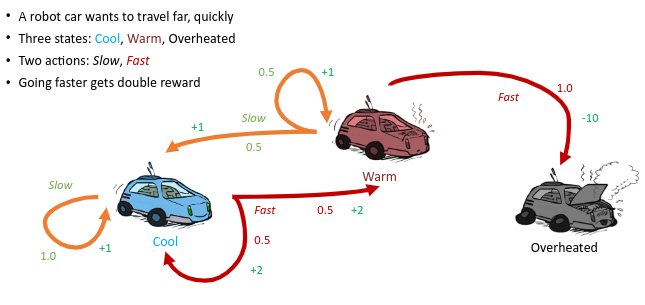 • A robot car wants to travel far, quickly
• Three states: Cool, Warm, Overheated
• Two actions: Slow, Fast
• Going faster gets double reward
0.5
+1
1.0
Fast
-10
Slow
+1
0.5
Warm
Slow
Fast
0.5
+2
Cool
0.5
+1
1.0
+2
Overheated